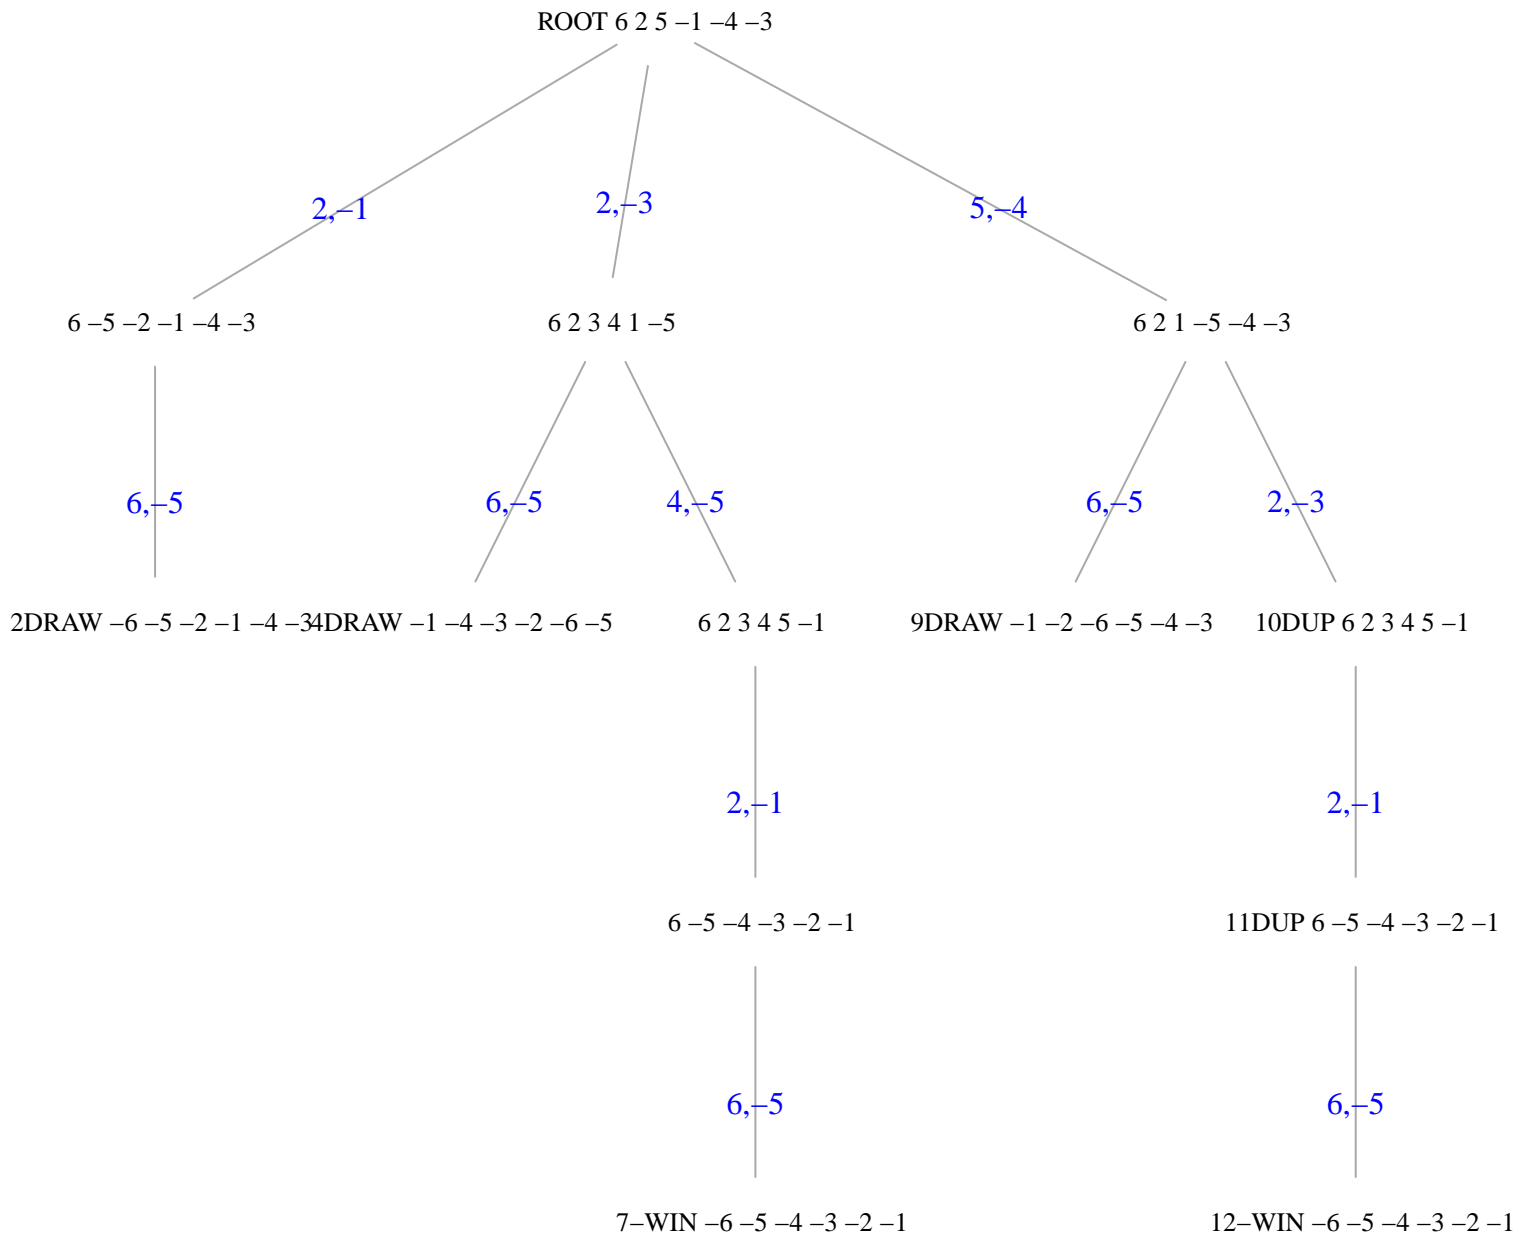 ROOT 6 2 5 –1 –4 –3
2,–1
2,–3
5,–4
6 –5 –2 –1 –4 –3
6 2 3 4 1 –5
6 2 1 –5 –4 –3
6,–5
6,–5
4,–5
6,–5
2,–3
2DRAW –6 –5 –2 –1 –4 –3
4DRAW –1 –4 –3 –2 –6 –5
6 2 3 4 5 –1
9DRAW –1 –2 –6 –5 –4 –3
10DUP 6 2 3 4 5 –1
2,–1
2,–1
6 –5 –4 –3 –2 –1
11DUP 6 –5 –4 –3 –2 –1
6,–5
6,–5
7–WIN –6 –5 –4 –3 –2 –1
12–WIN –6 –5 –4 –3 –2 –1